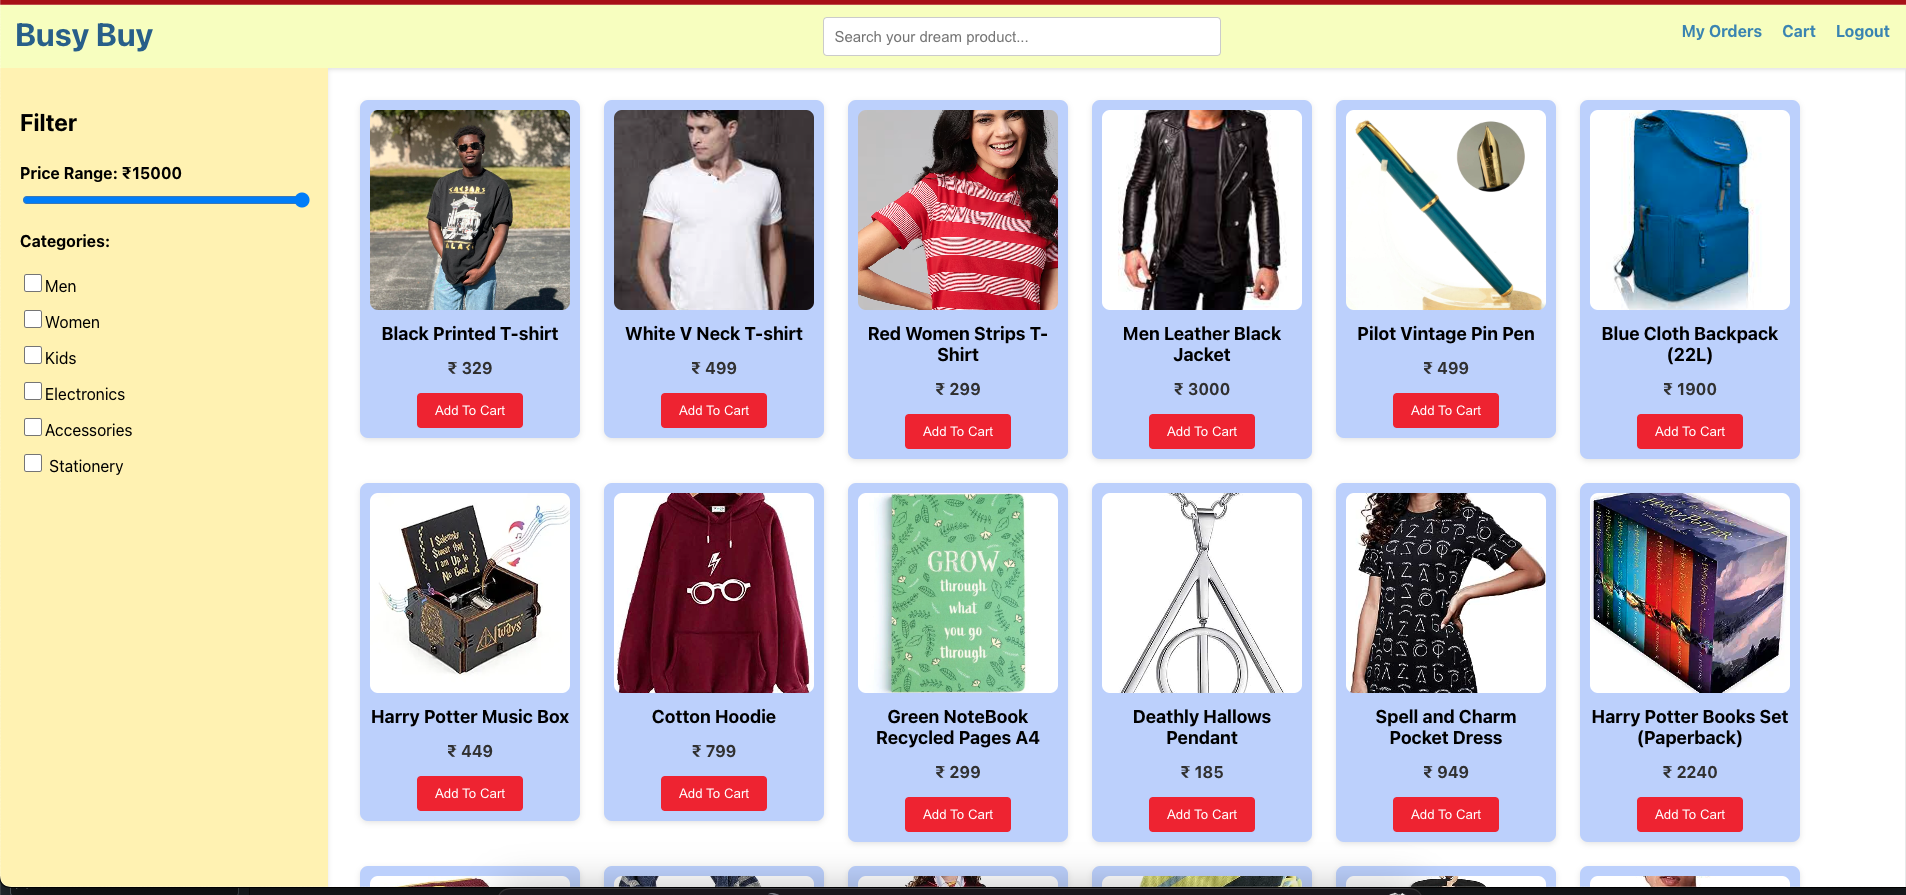 Busy Buy
Search your dream product...
My Orders Cart Logout
Filter
Price Range: ₹15000
Categories:
Men
Women
Kids
Electronics
Accessories
Stationery
Black Printed T-shirt
₹ 329
Add To Cart
White V Neck T-shirt
₹ 499
Add To Cart
Red Women Strips T-
Shirt
₹ 299
Add To Cart
Men Leather Black
Jacket
₹ 3000
Add To Cart
Pilot Vintage Pin Pen
₹ 499
Add To Cart
Blue Cloth Backpack
(22L)
₹ 1900
Add To Cart
I Solemnly
Swear that
I am Up to
No Good
Harry Potter Music Box
₹ 449
Add To Cart
Cotton Hoodie
₹ 799
Add To Cart
GROW
through
what
you go
through
Green NoteBook
Recycled Pages A4
₹ 299
Add To Cart
Deathly Hallows
Pendant
₹ 185
Add To Cart
Spell and Charm
Pocket Dress
₹ 949
Add To Cart
HARRY POTTER
Harry Potter Books Set
(Paperback)
₹ 2240
Add To Cart